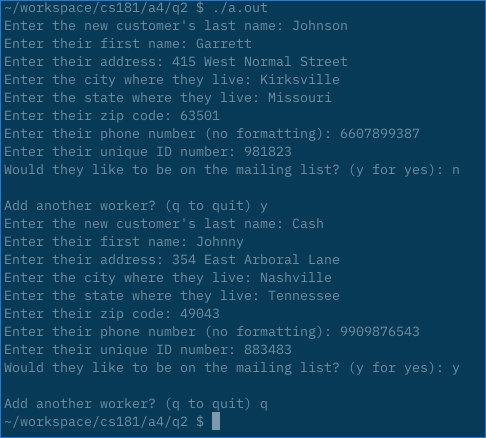 ~/workspace/cs181/a4/q2 $ ./a.out
Enter the new customer's last name: Johnson
Enter their first name: Garrett
Enter their address: 415 West Normal Street
Enter the city where they live: Kirksville
Enter the state where they live: Missouri
Enter their zip code: 63501
Enter their phone number (no formatting): 6607899387
Enter their unique ID number: 981823
Would they like to be on the mailing list? (y for yes): n
Add another worker? (q to quit) y
Enter the new customer's last name: Cash
Enter their first name: Johnny
Enter their address: 354 East Arboral Lane
Enter the city where they live: Nashville
Enter the state where they live: Tennessee
Enter their zip code: 49043
Enter their phone number (no formatting): 9909876543
Enter their unique ID number: 883483
Would they like to be on the mailing list? (y for yes): y
Add another worker? (q to quit) q
~/workspace/cs181/a4/q2 $